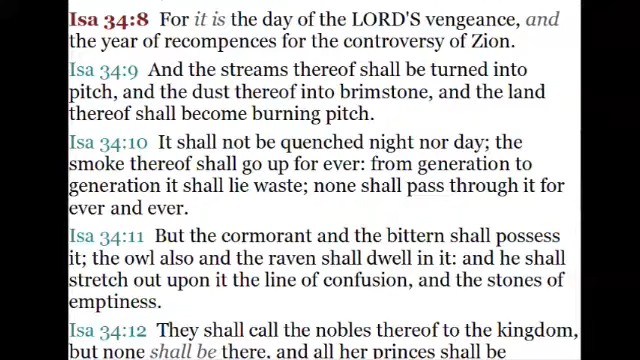 Isa 34:8 For it is the day of the LORD'S vengeance, and
the year of recompences for the controversy of Zion.
Isa 34:9 And the streams thereof shall be turned into
pitch, and the dust thereof into brimstone, and the land
thereof shall become burning pitch.
Isa 34:10 It shall not be quenched night nor day; the
smoke thereof shall go up for ever: from generation to
generation it shall lie waste; none shall pass through it for
ever and ever.
Isa 34:11 But the cormorant and the bittern shall possess
it; the owl also and the raven shall dwell in it: and he shall
stretch out upon it the line of confusion, and the stones of
emptiness.
Isa 34:12 They shall call the nobles thereof to the kingdom,
but none shall be there, and all her princes shall be